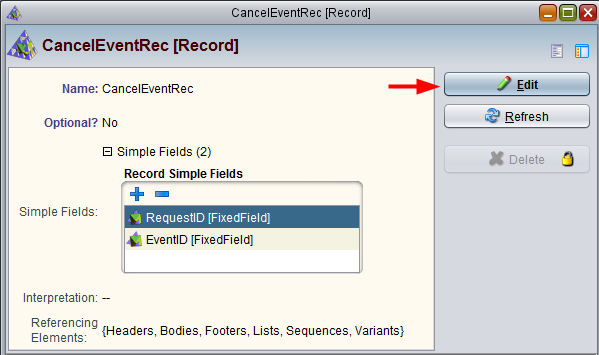 CancelEventRec [Record]
CancelEventRec [Record]
Name: CancelEventRec
Edit
Optional? No
Refresh
Simple Fields (2)
Delete
Record Simple Fields
Simple Fields: RequestID [FixedField]
EventID [FixedField]
Interpretation: --
Referencing Elements: {Headers, Bodies, Footers, Lists, Sequences, Variants}